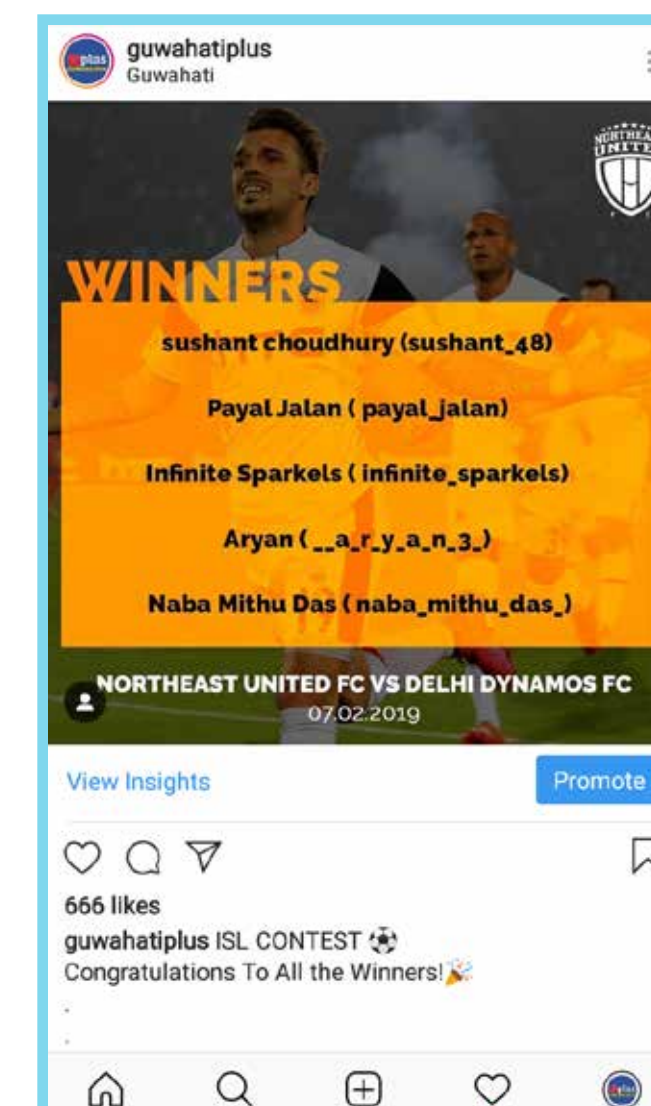 guwahatiplus
Guwahati
UNITE
WINNERS
sushant choudhury (sushant_48)
Payal Jalan ( payal_jalan)
Infinite Sparkels ( infinite_sparkels)
Aryan ( __a_r_y_a_n_3_)
Naba Mithu Das ( naba_mithu_das_)
NORTHEAST UNITED FC VS DELHI DYNAMOS FC
07.02.2019
View Insights
Promote
666 likes
guwahatiplus ISL CONTEST ⚽
Congratulations To All the Winners!🎉
.
.